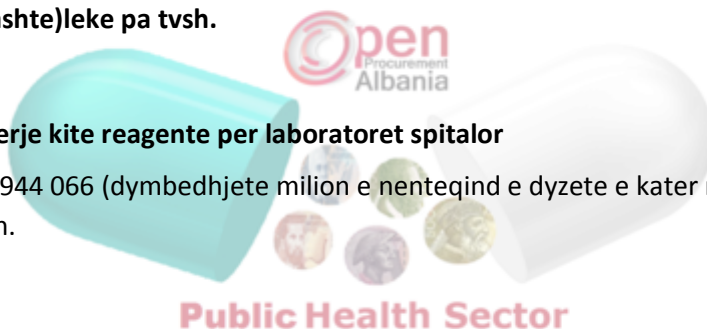 shte)leke pa tvsh.
Open
Procurement
Albania
erje kite reagente per laboratoret spitalor
944 066 (dymbedhjete milion e nenteqind e dyzete e kater
Public Health Sector